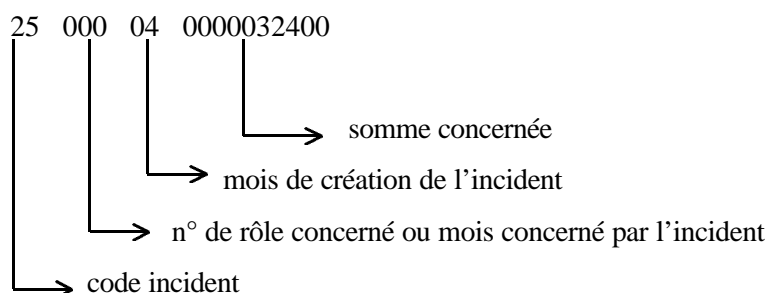 25 000 04 0000032400
somme concernée
mois de création de l’incident
n° de rôle concerné ou mois concerné par l’incident
code incident